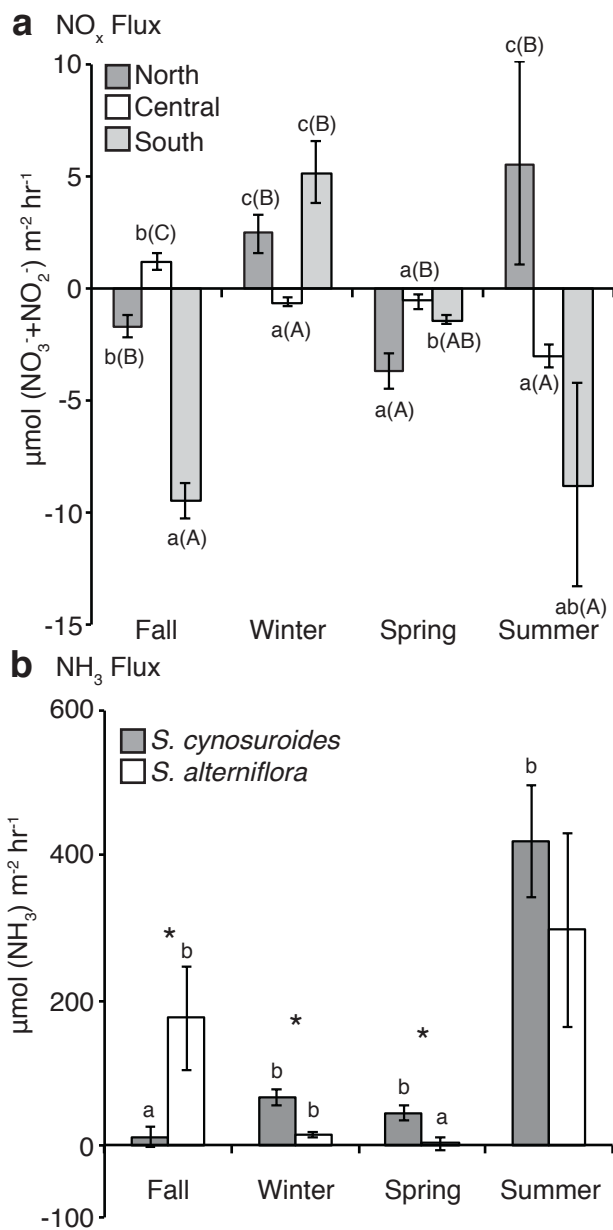 a NOₓ Flux
μmol (NO₃⁻+NO₂⁻) m⁻² hr⁻¹
10
5
0
-5
-10
-15
North
Central
South
b(B)
b(C)
a(A)
c(B)
a(A)
c(B)
a(A)
a(B)
b(AB)
c(B)
a(A)
ab(A)
Fall Winter Spring Summer
b NH₃ Flux
μmol (NH₃) m⁻² hr⁻¹
600
400
200
0
-100
S. cynosuroides
S. alterniflora
*
a
b
*
b
b
*
b
a
b
Fall Winter Spring Summer